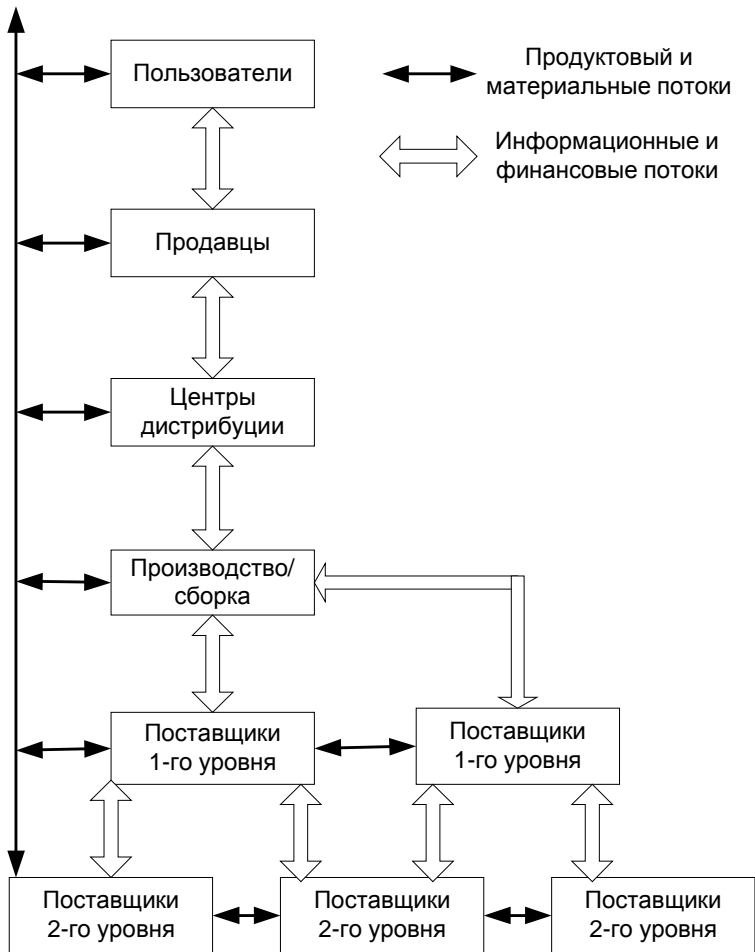 Пользователи
Продуктовый и
материальные потоки
Информационные и
финансовые потоки
Продавцы
Центры
дистрибуции
Производство/
сборка
Поставщики
1-го уровня
Поставщики
1-го уровня
Поставщики
2-го уровня
Поставщики
2-го уровня
Поставщики
2-го уровня